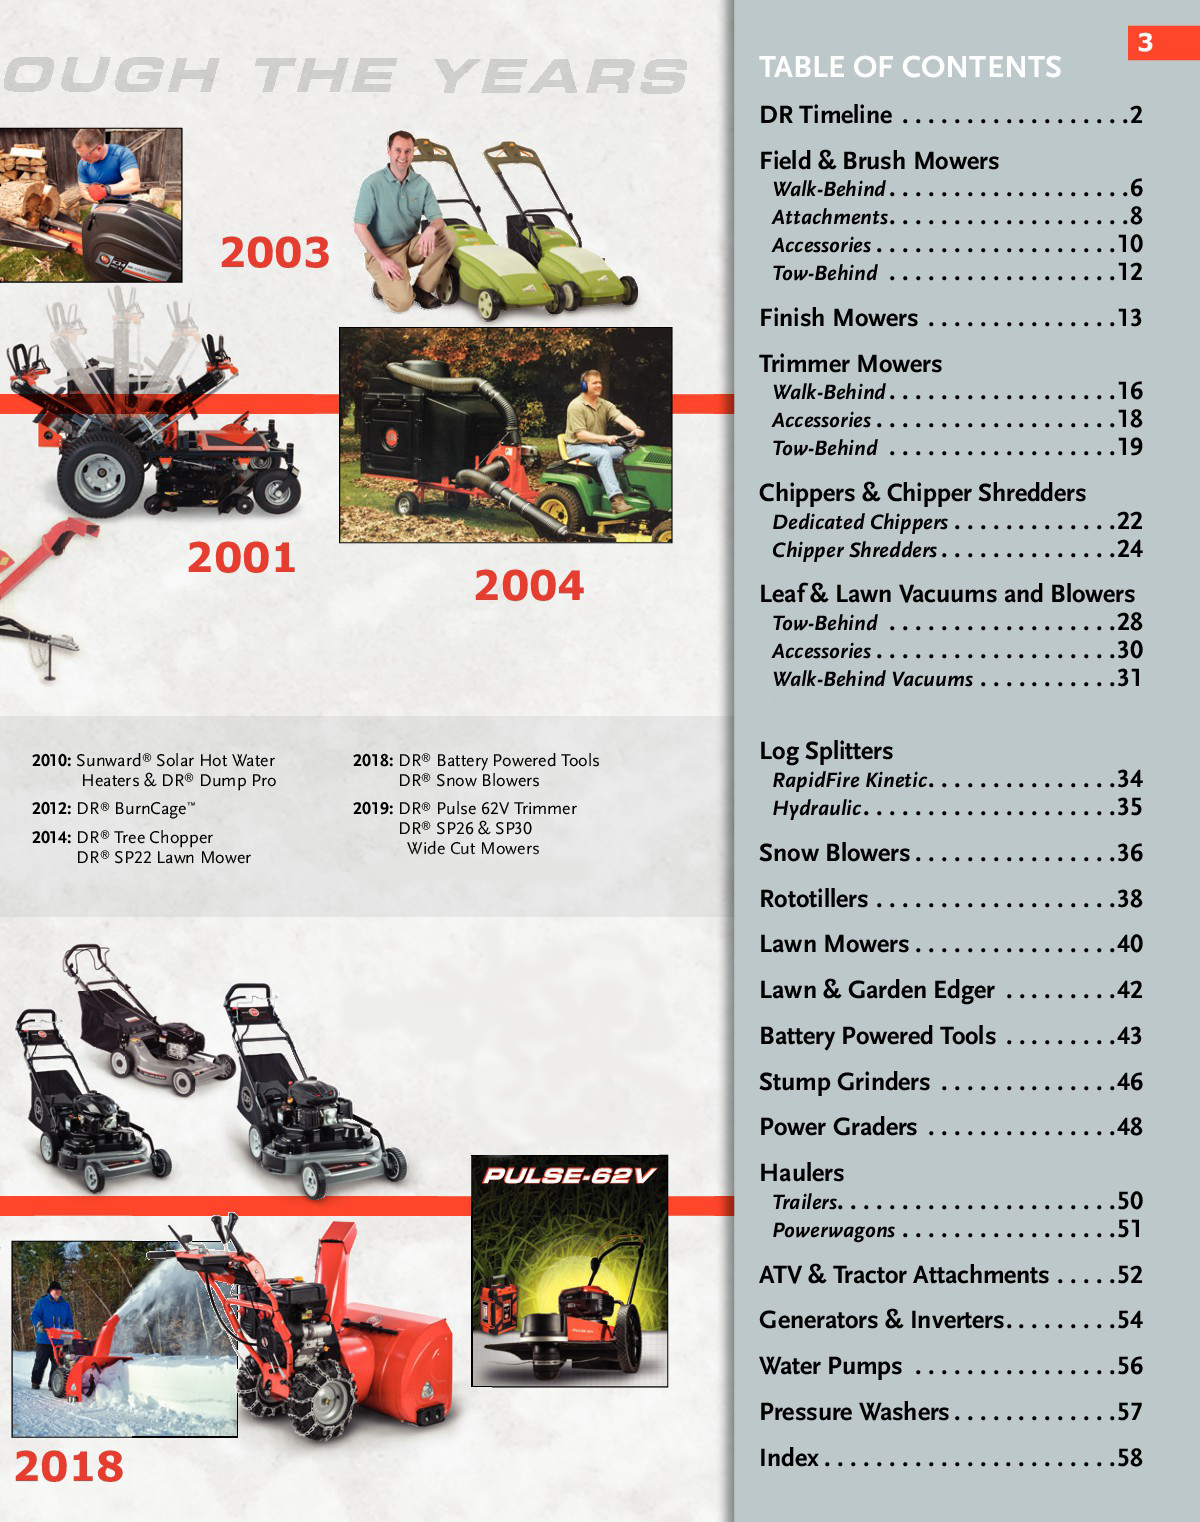 OUGH THE YEARS
2003
2001
2004
2010: Sunward® Solar Hot Water
Heaters & DR® Dump Pro
2012: DR® BurnCage™
2014: DR® Tree Chopper
DR® SP22 Lawn Mower
2018: DR® Battery Powered Tools
DR® Snow Blowers
2019: DR® Pulse 62V Trimmer
DR® SP26 & SP30
Wide Cut Mowers
PULSE-62V
2018
3
TABLE OF CONTENTS
DR Timeline . . . . . . . . . . . . . . . . . .2
Field & Brush Mowers
Walk-Behind. . . . . . . . . . . . . . . . . . .6
Attachments. . . . . . . . . . . . . . . . . . .8
Accessories . . . . . . . . . . . . . . . . . . .10
Tow-Behind . . . . . . . . . . . . . . . . . .12
Finish Mowers . . . . . . . . . . . . . . .13
Trimmer Mowers
Walk-Behind. . . . . . . . . . . . . . . . . .16
Accessories . . . . . . . . . . . . . . . . . . .18
Tow-Behind . . . . . . . . . . . . . . . . . .19
Chippers & Chipper Shredders
Dedicated Chippers . . . . . . . . . . . . .22
Chipper Shredders. . . . . . . . . . . . . .24
Leaf & Lawn Vacuums and Blowers
Tow-Behind . . . . . . . . . . . . . . . . . .28
Accessories . . . . . . . . . . . . . . . . . . .30
Walk-Behind Vacuums . . . . . . . . . . .31
Log Splitters
RapidFire Kinetic. . . . . . . . . . . . . . .34
Hydraulic. . . . . . . . . . . . . . . . . . . .35
Snow Blowers . . . . . . . . . . . . . . . .36
Rototillers . . . . . . . . . . . . . . . . . . .38
Lawn Mowers . . . . . . . . . . . . . . . .40
Lawn & Garden Edger . . . . . . . . .42
Battery Powered Tools . . . . . . . . .43
Stump Grinders . . . . . . . . . . . . . .46
Power Graders . . . . . . . . . . . . . . .48
Haulers
Trailers. . . . . . . . . . . . . . . . . . . . . .50
Powerwagons . . . . . . . . . . . . . . . . .51
ATV & Tractor Attachments . . . . .52
Generators & Inverters. . . . . . . . .54
Water Pumps . . . . . . . . . . . . . . . .56
Pressure Washers . . . . . . . . . . . . .57
Index . . . . . . . . . . . . . . . . . . . . . . .58